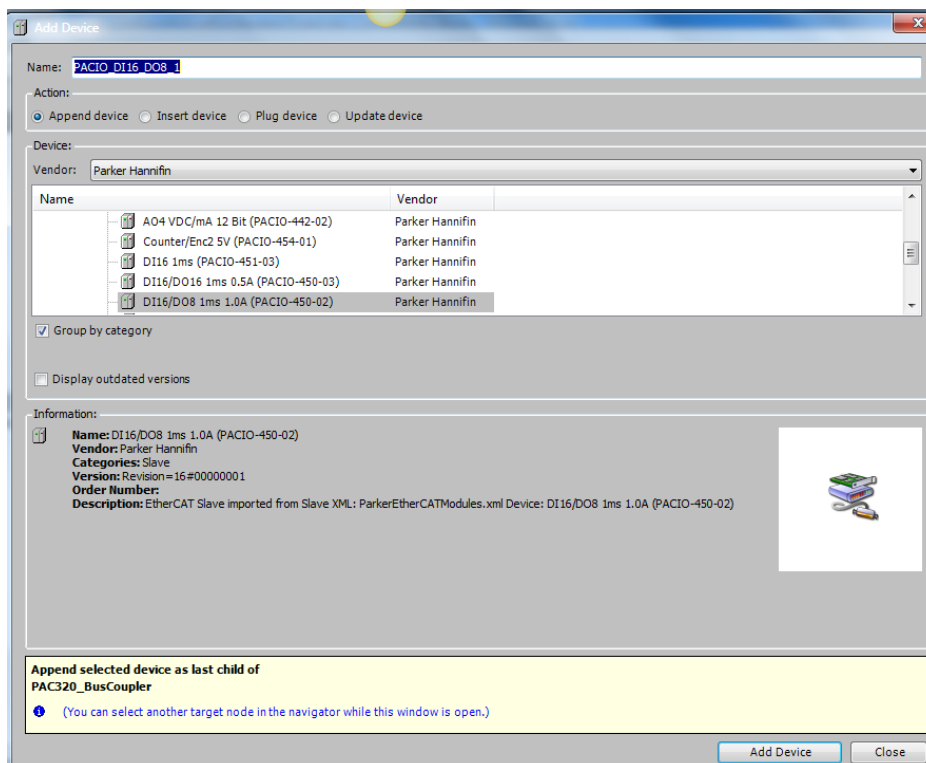 Add Device
Name: PACIO_DI16_DO8_1
Action:
Append device Insert device Plug device Update device
Device:
Vendor: Parker Hannifin
Name Vendor
AO4 VDC/mA 12 Bit (PACIO-442-02) Parker Hannifin
Counter/Enc2 5V (PACIO-454-01) Parker Hannifin
DI16 1ms (PACIO-451-03) Parker Hannifin
DI16/DO16 1ms 0.5A (PACIO-450-03) Parker Hannifin
DI16/DO8 1ms 1.0A (PACIO-450-02) Parker Hannifin
Group by category
Display outdated versions
Information:
Name: DI16/DO8 1ms 1.0A (PACIO-450-02)
Vendor: Parker Hannifin
Categories: Slave
Version: Revision=16#00000001
Order Number:
Description: EtherCAT Slave imported from Slave XML: ParkerEtherCATModules.xml Device: DI16/DO8 1ms 1.0A (PACIO-450-02)
Append selected device as last child of
PAC320_BusCoupler
(You can select another target node in the navigator while this window is open.)
Add Device Close